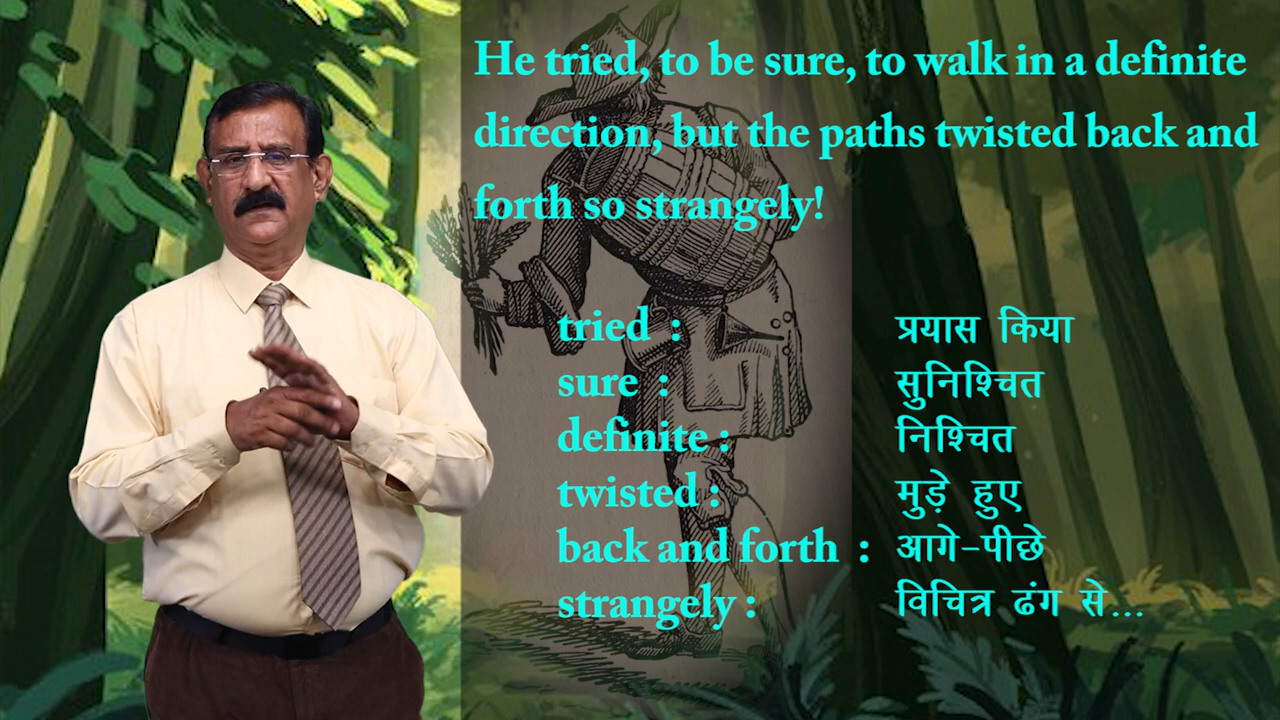 He tried, to be sure, to walk in a definite
direction, but the paths twisted back and
forth so strangely!
tried : प्रयास किया
sure : सुनिश्चित
definite : निश्चित
twisted : मुड़े हुए
back and forth : आगे-पीछे
strangely : विचित्र ढंग से...